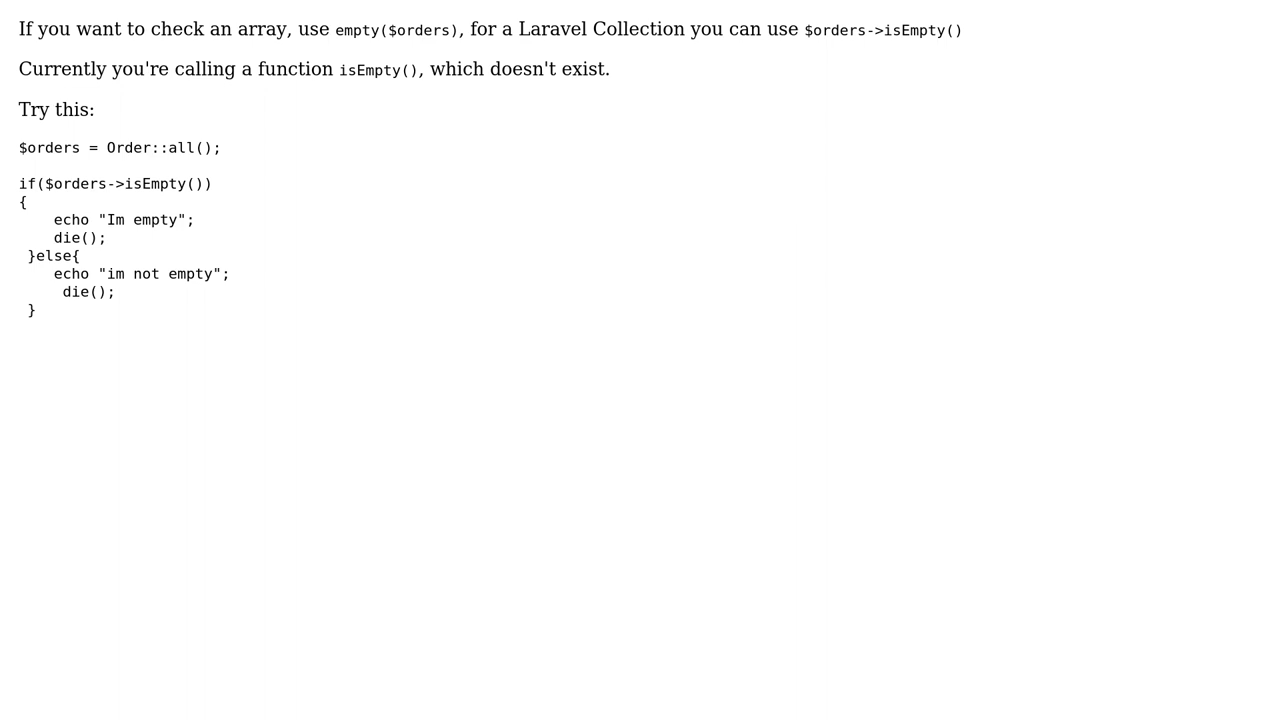 If you want to check an array, use empty($orders), for a Laravel Collection you can use $orders->isEmpty()
Currently you're calling a function isEmpty(), which doesn't exist.
Try this:
$orders = Order::all();
if($orders->isEmpty())
{
    echo "Im empty";
    die();
 }else{
    echo "im not empty";
     die();
 }